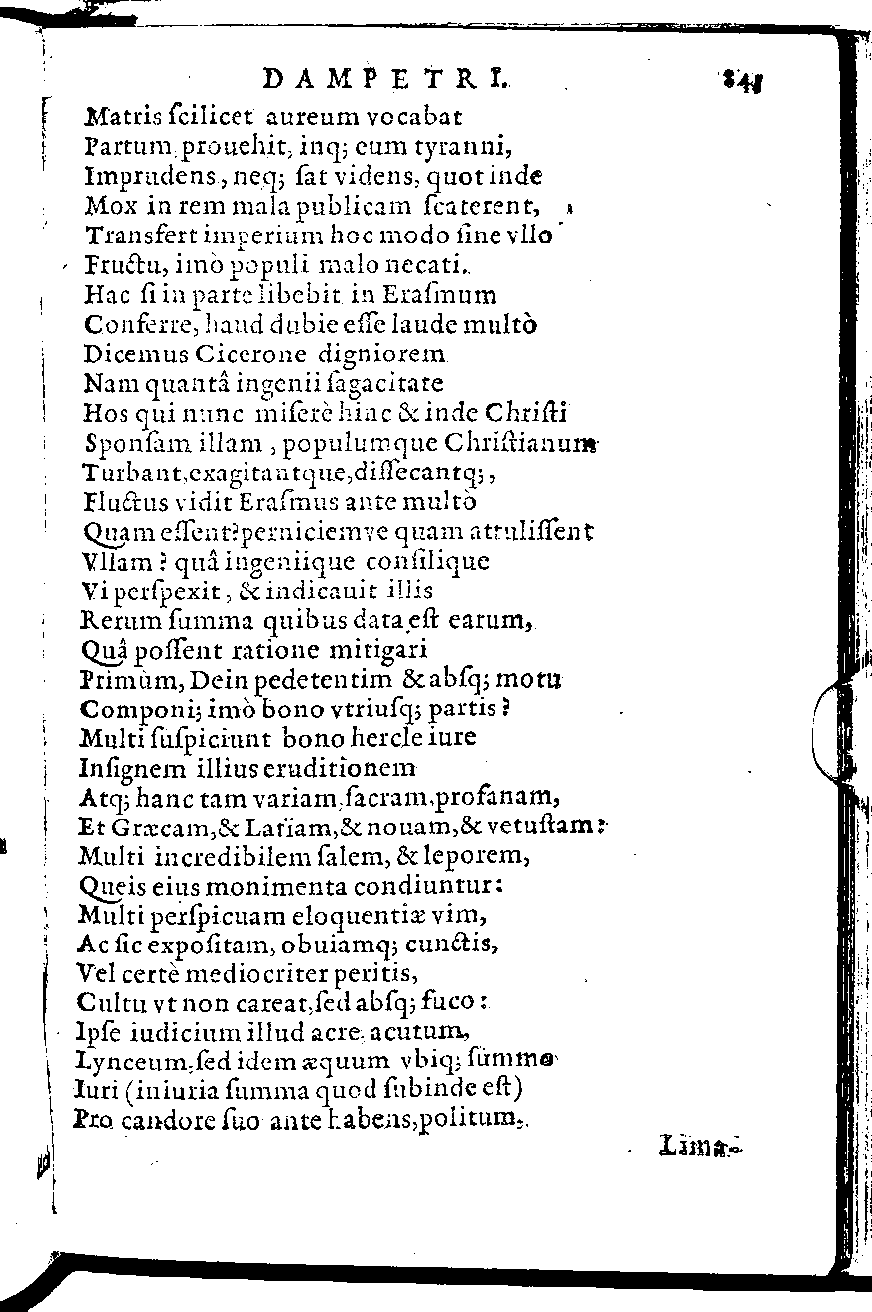 DAMPETRI. 841
Matris ſcilicet aureum vocabat
Partum prouehit, inq; eum tyranni,
Imprudens, neq; ſat videns, quot inde
Mox in rem mala publicam ſcaterent,
Transfert imperium hoc modo ſine vllo
Fructu, imò populi malo necati.
Hac ſi in parte libebit in Eraſmum
Conferre, haud dubie eſſe laude multò
Dicemus Cicerone digniorem
Nam quantâ ingenii ſagacitate
Hos qui nunc miſerè hinc & inde Chriſti
Sponſam illam, populumque Chriſtianum
Turbant, exagitantque, diſſecantq;,
Fluctus vidit Eraſmus ante multò
Quam eſſent? perniciemve quam attuliſſent
Vllam? quâ ingeniique conſilique
Vi perſpexit, & indicauit illis
Rerum ſumma quibus data eſt earum,
Quâ poſſent ratione mitigari
Primùm, Dein pedetentim & abſq; motu
Componi; imò bono vtriuſq; partis?
Multi ſuſpiciunt bono hercle iure
Inſignem illius eruditionem
Atq; hanc tam variam, ſacram, profanam,
Et Græcam, & Latiam, & nouam, & vetuſtam:
Multi incredibilem ſalem, & leporem,
Queis eius monimenta condiuntur:
Multi perſpicuam eloquentiæ vim,
Ac ſic expoſitam, obuiamq; cunctis,
Vel certè mediocriter peritis,
Cultu vt non careat, ſed abſq; fuco:
Ipſe iudicium illud acre, acutum,
Lynceum, ſed idem æquum vbiq; ſummo
Iuri (iniuria ſumma quod ſubinde eſt)
Pro candore ſuo ante habens, politum.
Lima-